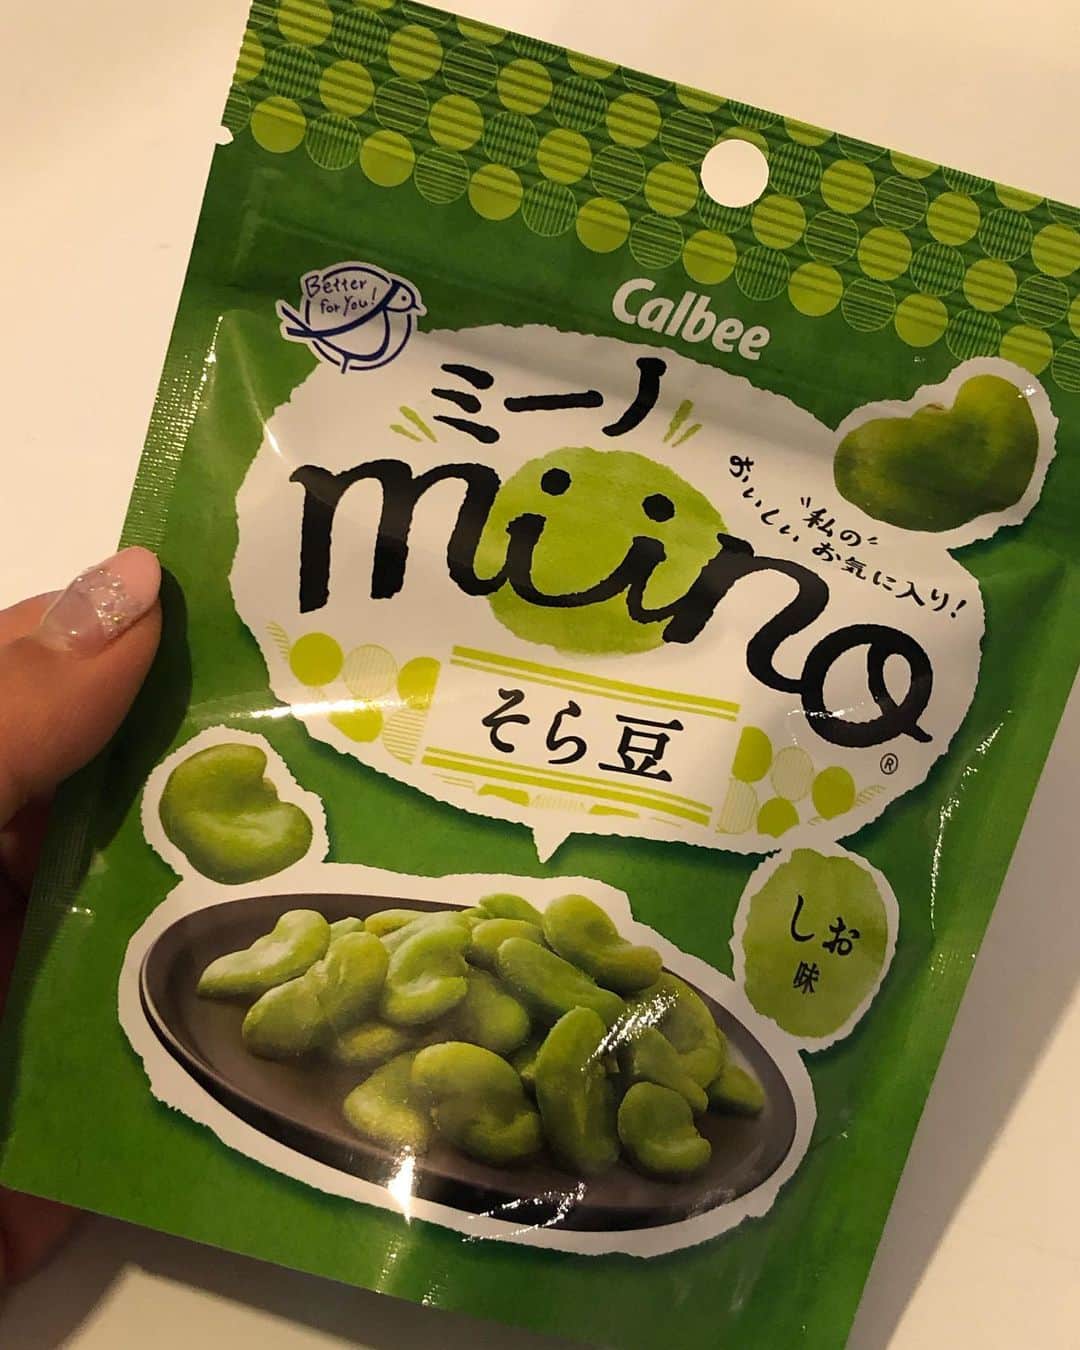 Better
for You!
Calbee
ミーノ
miino
おいしい
"私の"
お気に入り!
®
そら豆
しお
味